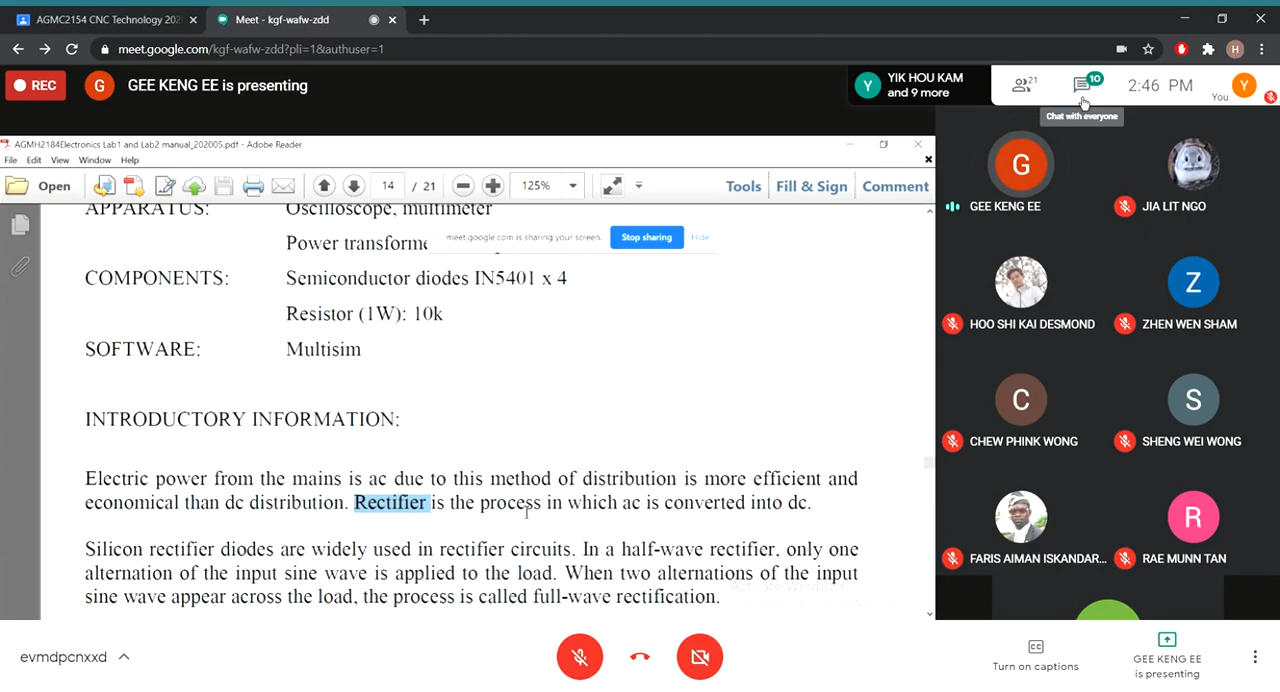 AGMC2154 CNC Technology 202
Meet - kgf-wafw-zdd
meet.google.com/kgf-wafw-zdd?pli=1&authuser=1
H
REC
G
GEE KENG EE is presenting
Y
YIK HOU KAM
and 9 more
21
10
2:46 PM
You
Y
Chat with everyone
AGMH2184Electronics Lab1 and Lab2 manual_202005.pdf - Adobe Reader
File Edit View Window Help
Open
14 / 21
125%
Tools
Fill & Sign
Comment
APPARATUS: Oscilloscope, multimeter
Power transforme
meet.google.com is sharing your screen.
Stop sharing
Hide
COMPONENTS: Semiconductor diodes IN5401 x 4
Resistor (1W): 10k
SOFTWARE: Multisim
INTRODUCTORY INFORMATION:
Electric power from the mains is ac due to this method of distribution is more efficient and
economical than dc distribution. Rectifier is the process in which ac is converted into dc.
Silicon rectifier diodes are widely used in rectifier circuits. In a half-wave rectifier, only one
alternation of the input sine wave is applied to the load. When two alternations of the input
sine wave appear across the load, the process is called full-wave rectification.
Activate Windows
G
GEE KENG EE
JIA LIT NGO
HOO SHI KAI DESMOND
Z
ZHEN WEN SHAM
C
CHEW PHINK WONG
S
SHENG WEI WONG
FARIS AIMAN ISKANDAR...
R
RAE MUNN TAN
evmdpcnxxd
CC
Turn on captions
GEE KENG EE
is presenting